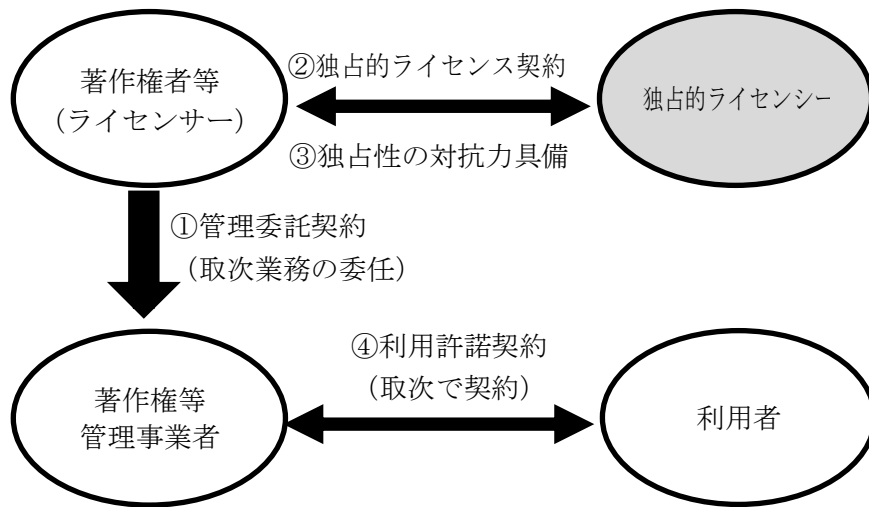 著作権者等
（ライセンサー）
②独占的ライセンス契約
③独占性の対抗力具備
独占的ライセンシー
①管理委託契約
（取次業務の委任）
著作権等
管理事業者
④利用許諾契約
（取次で契約）
利用者